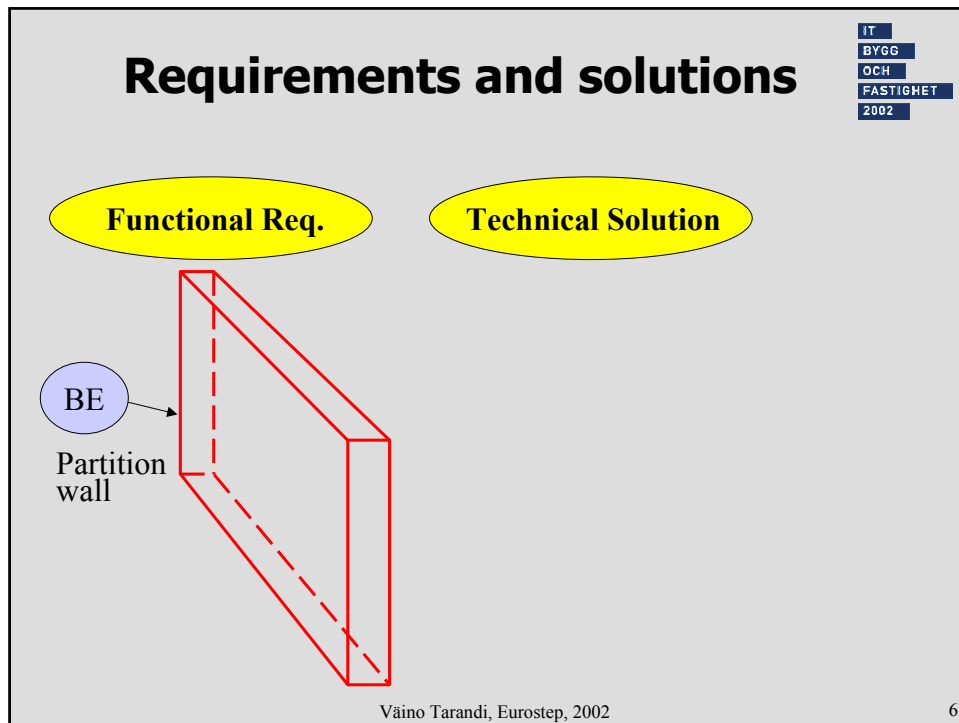 Requirements and solutions
IT
BYGG
OCH
FASTIGHET
2002
Functional Req.
Technical Solution
BE
Partition
wall
Väino Tarandi, Eurostep, 2002
6